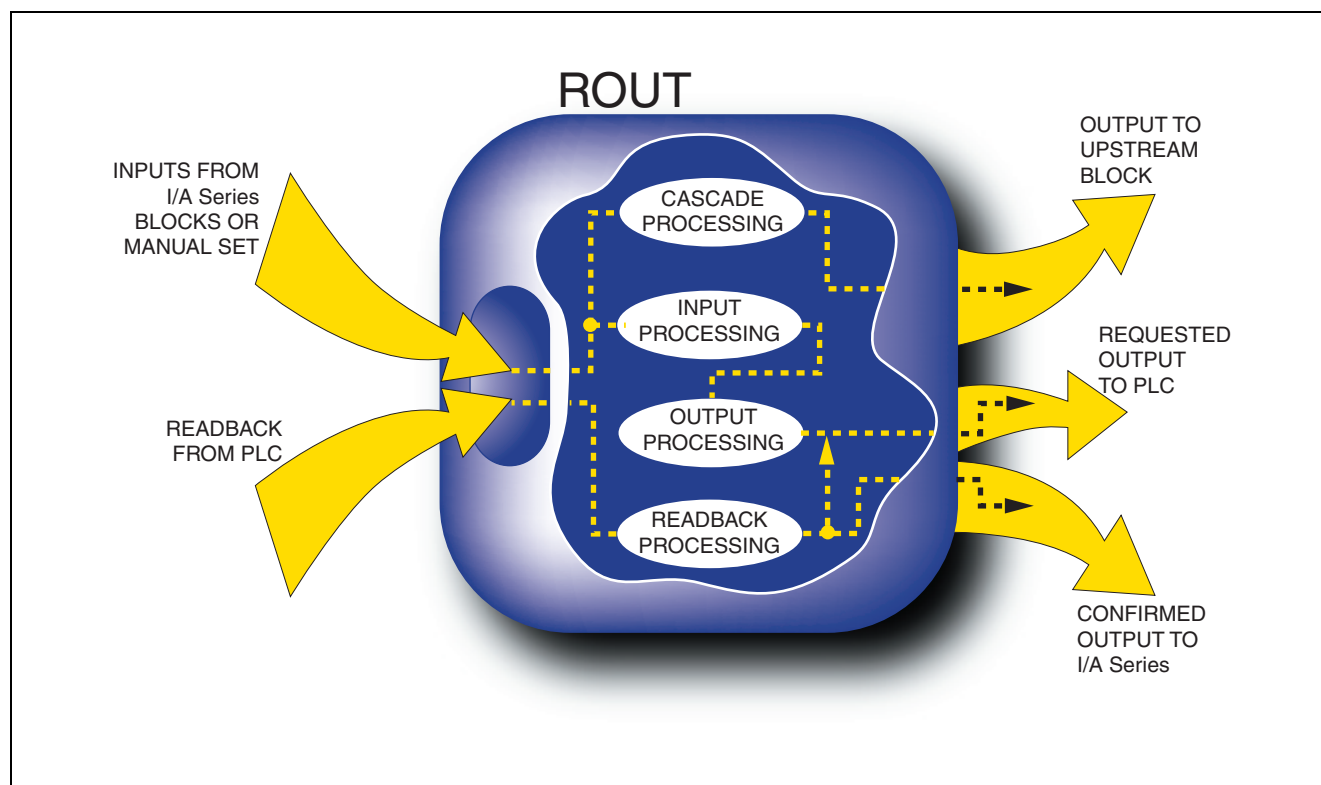 ROUT
INPUTS FROM
I/A Series
BLOCKS OR
MANUAL SET
READBACK
FROM PLC
CASCADE
PROCESSING
INPUT
PROCESSING
OUTPUT
PROCESSING
READBACK
PROCESSING
OUTPUT TO
UPSTREAM
BLOCK
REQUESTED
OUTPUT
TO PLC
CONFIRMED
OUTPUT TO
I/A Series